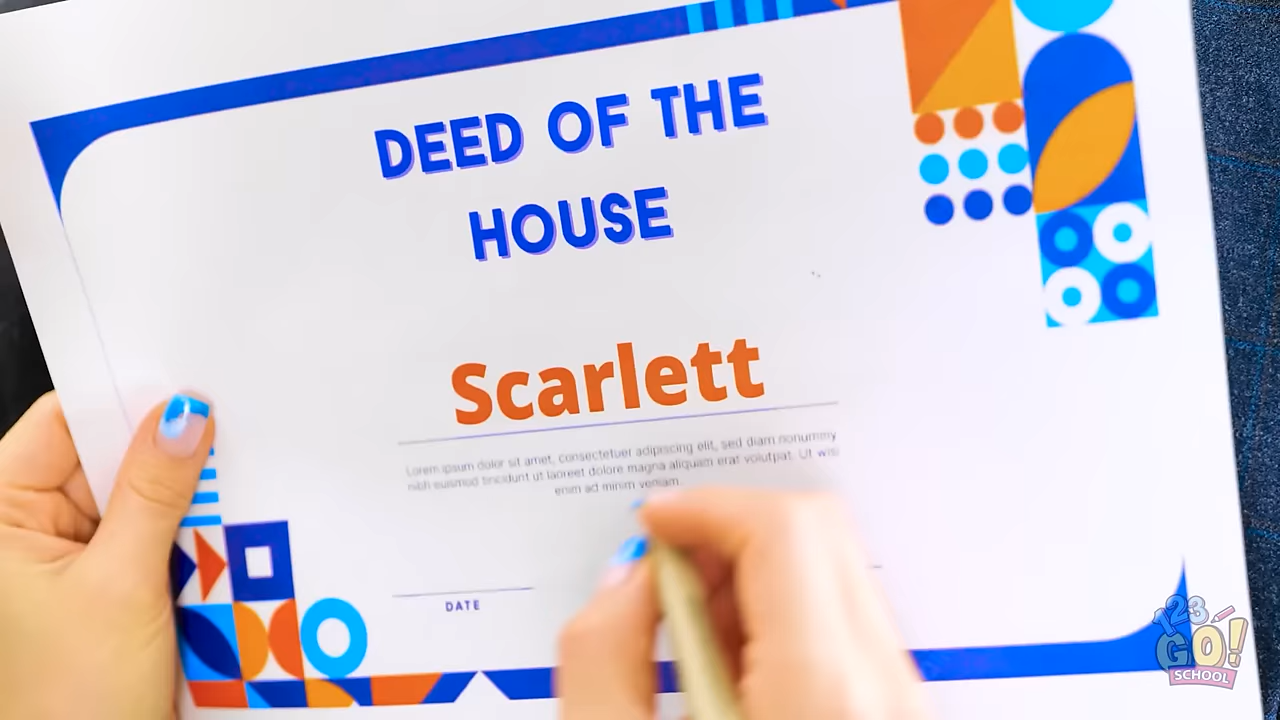 DEED OF THE
HOUSE
Scarlett
Lorem ipsum dolor sit amet, consectetuer adipiscing elit, sed diam nonummy
nibh euismod tincidunt ut laoreet dolore magna aliquam erat volutpat. Ut wisi
enim ad minim veniam.
DATE
123
GO!
SCHOOL